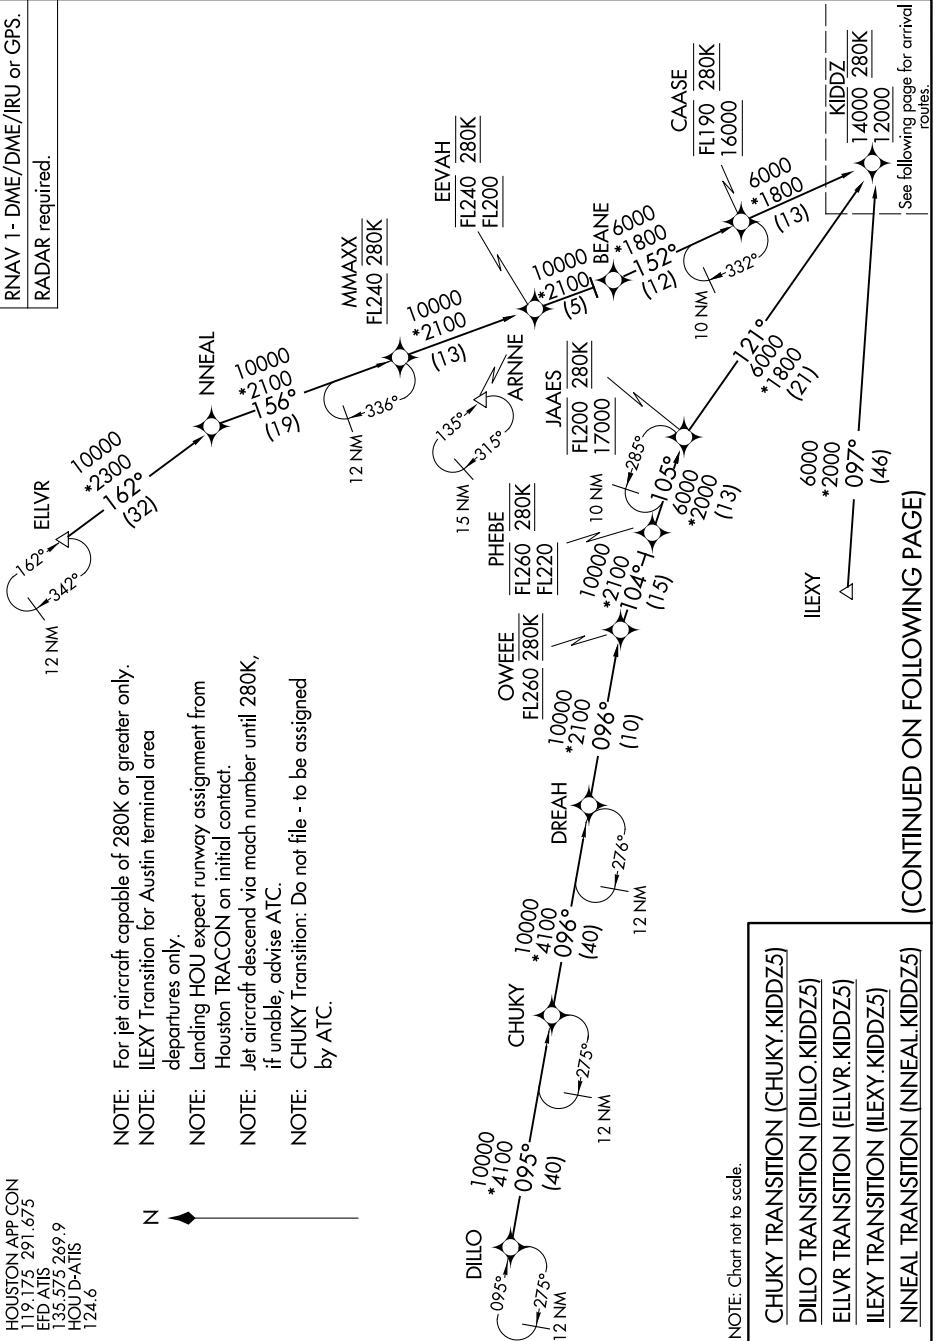 HOUSTON APP CON
119.175 291.675
EFD ATIS
135.575 269.9
HOU D-ATIS
124.6
RNAV 1- DME/DME/IRU or GPS.
RADAR required.
NOTE: For jet aircraft capable of 280K or greater only.
NOTE: ILEXY Transition for Austin terminal area
departures only.
NOTE: Landing HOU expect runway assignment from
Houston TRACON on initial contact.
NOTE: Jet aircraft descend via mach number until 280K,
if unable, advise ATC.
NOTE: CHUKY Transition: Do not file - to be assigned
by ATC.
N
ELLVR
162°
342°
12 NM
10000
*2300
162°
(32)
NNEAL
10000
*2100
156°
(19)
MMAXX
FL240 280K
336°
12 NM
10000
*2100
(13)
EEVAH
FL240 280K
FL200
ARNNE
135°
315°
15 NM
10000
*2100
(5)
BEANE
6000
*1800
152°
(12)
CAASE
FL190 280K
16000
332°
10 NM
6000
*1800
(13)
KIDDZ
14000 280K
12000
See following page for arrival
routes.
DILLO
095°
275°
12 NM
10000
*4100
095°
(40)
CHUKY
275°
12 NM
10000
*4100
096°
(40)
DREAH
276°
12 NM
10000
*2100
096°
(10)
OWEEE
FL260 280K
10000
*2100
104°
(15)
PHEBE
FL260 280K
FL220
105°
6000
*2000
(13)
JAAES
FL200 280K
17000
285°
10 NM
121°
6000
*1800
(21)
ILEXY
6000
*2000
097°
(46)
NOTE: Chart not to scale.
CHUKY TRANSITION (CHUKY.KIDDZ5)
DILLO TRANSITION (DILLO.KIDDZ5)
ELLVR TRANSITION (ELLVR.KIDDZ5)
ILEXY TRANSITION (ILEXY.KIDDZ5)
NNEAL TRANSITION (NNEAL.KIDDZ5)
(CONTINUED ON FOLLOWING PAGE)